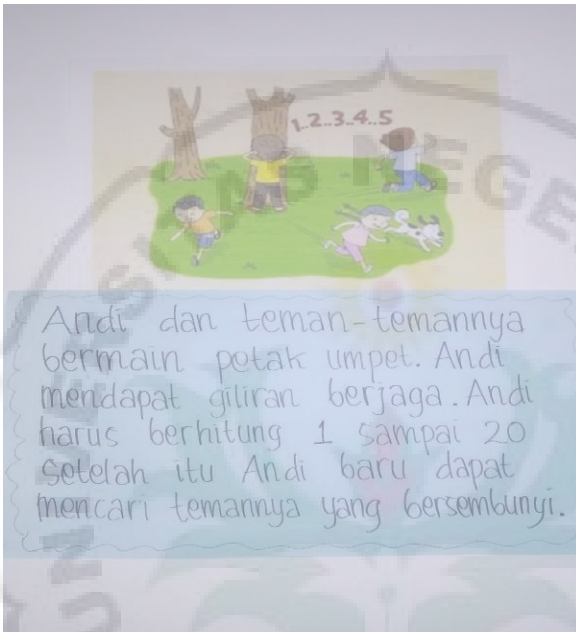 1..2..3..4..5
Andi dan teman-temannya
bermain petak umpet. Andi
mendapat giliran berjaga. Andi
harus berhitung 1 sampai 20
setelah itu Andi baru dapat
mencari temannya yang bersembunyi.